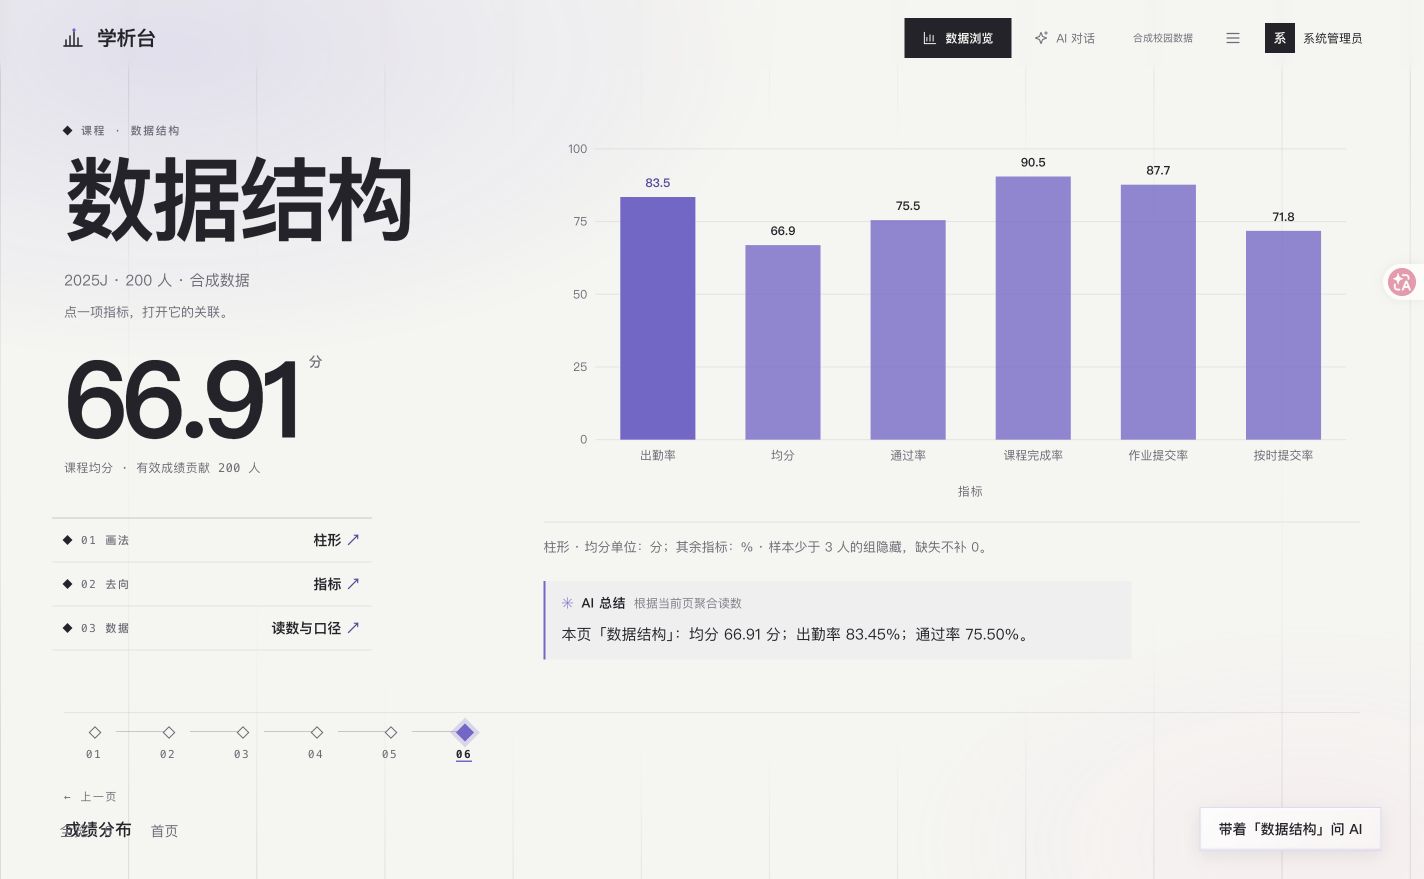 学析台
数据浏览
AI 对话
合成校园数据
系
系统管理员
课程 · 数据结构
数据结构
2025J · 200 人 · 合成数据
点一项指标，打开它的关联。
66.91 分
课程均分 · 有效成绩贡献 200 人
01 画法 柱形 ↗
02 去向 指标 ↗
03 数据 读数与口径 ↗
100
75
50
25
0
83.5
66.9
75.5
90.5
87.7
71.8
出勤率
均分
通过率
课程完成率
作业提交率
按时提交率
指标
柱形 · 均分单位：分；其余指标：% · 样本少于 3 人的组隐藏，缺失不补 0。
AI 总结 根据当前页聚合读数
本页「数据结构」：均分 66.91 分；出勤率 83.45%；通过率 75.50%。
01
02
03
04
05
06
← 上一页
成绩分布
首页
带着「数据结构」问 AI